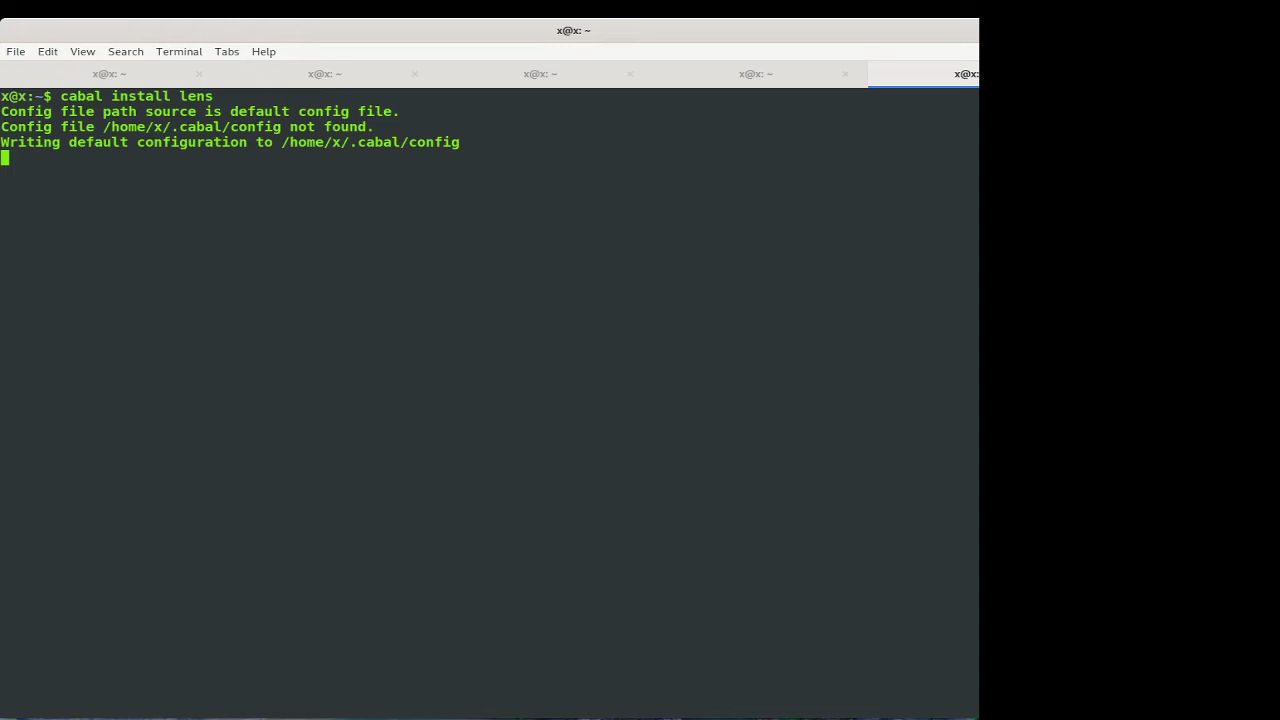 x@x: ~
File Edit View Search Terminal Tabs Help
x@x: ~ x@x: ~ x@x: ~ x@x: ~ x@x:
x@x:~$ cabal install lens
Config file path source is default config file.
Config file /home/x/.cabal/config not found.
Writing default configuration to /home/x/.cabal/config